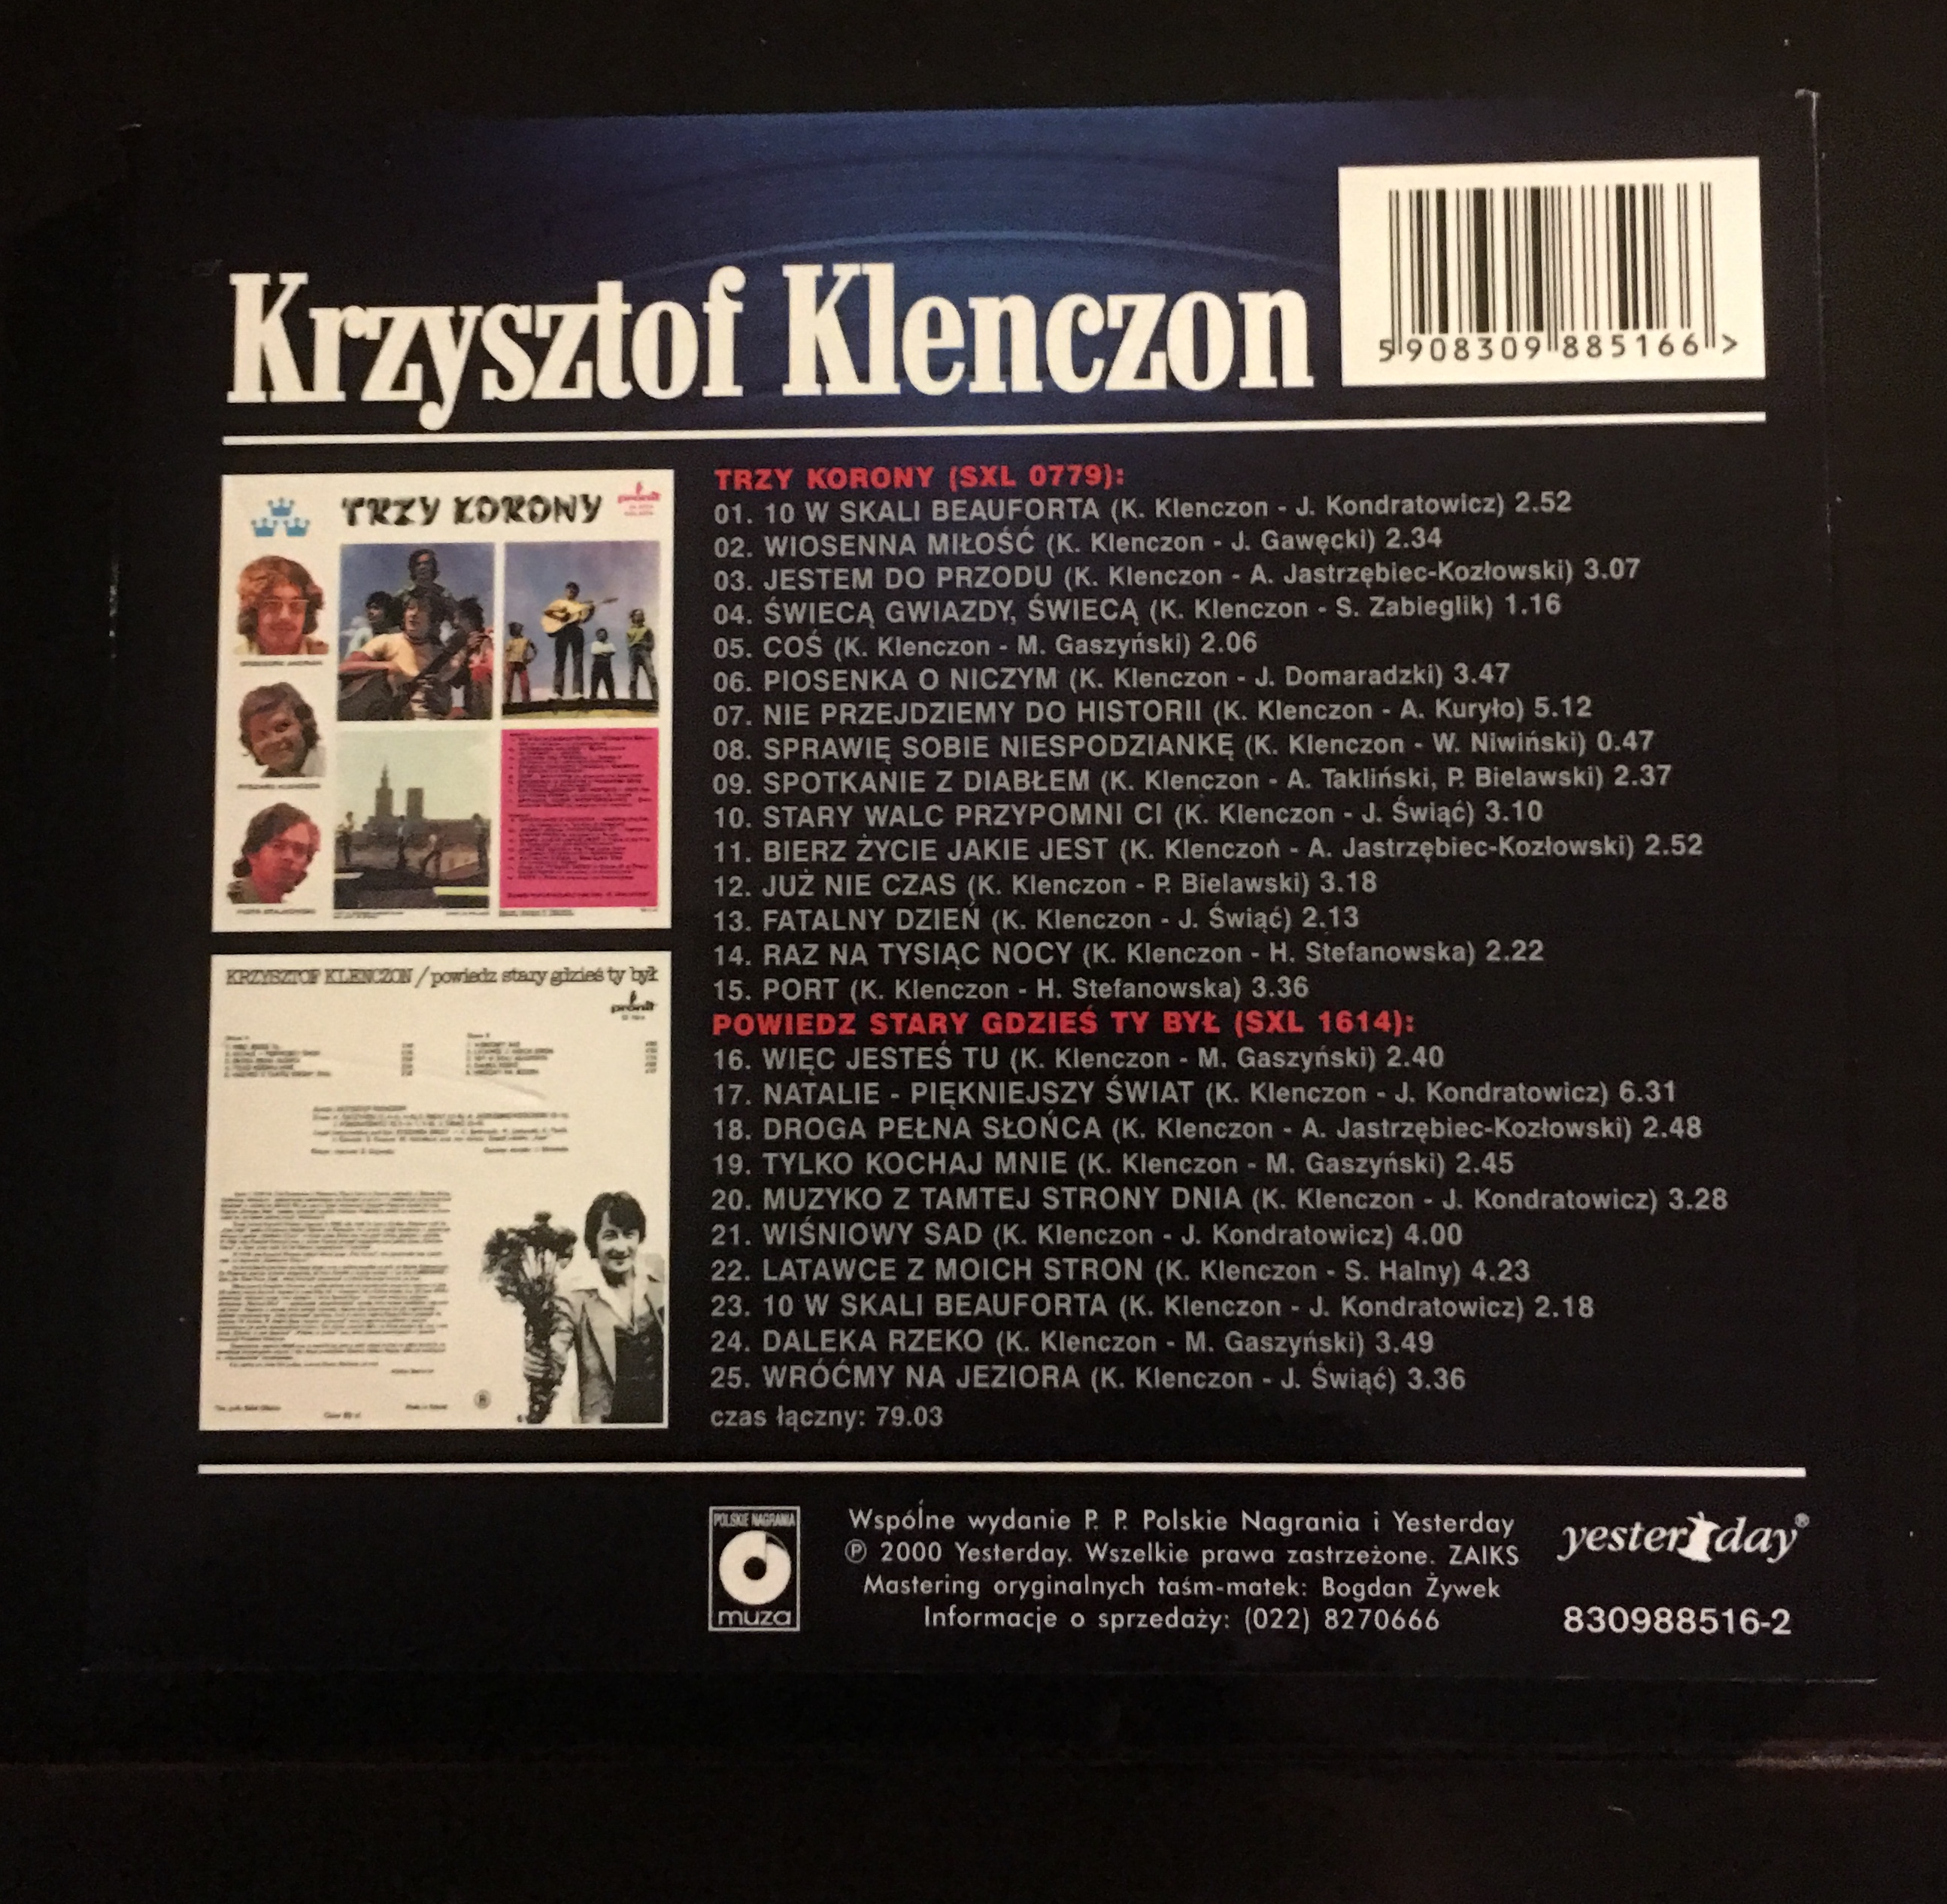 Krzysztof Klenczon
5 908309 885166 >
TRZY KORONY
pronit
TRZY KORONY (SXL 0779):
01. 10 W SKALI BEAUFORTA (K. Klenczon - J. Kondratowicz) 2.52
02. WIOSENNA MIŁOŚĆ (K. Klenczon - J. Gawęcki) 2.34
03. JESTEM DO PRZODU (K. Klenczon - A. Jastrzębiec-Kozłowski) 3.07
04. ŚWIECĄ GWIAZDY, ŚWIECĄ (K. Klenczon - S. Zabieglik) 1.16
05. COŚ (K. Klenczon - M. Gaszyński) 2.06
06. PIOSENKA O NICZYM (K. Klenczon - J. Domaradzki) 3.47
07. NIE PRZEJDZIEMY DO HISTORII (K. Klenczon - A. Kuryło) 5.12
08. SPRAWIĘ SOBIE NIESPODZIANKĘ (K. Klenczon - W. Niwiński) 0.47
09. SPOTKANIE Z DIABŁEM (K. Klenczon - A. Takliński, P. Bielawski) 2.37
10. STARY WALC PRZYPOMNI CI (K. Klenczon - J. Świąć) 3.10
11. BIERZ ŻYCIE JAKIE JEST (K. Klenczoń - A. Jastrzębiec-Kozłowski) 2.52
12. JUŻ NIE CZAS (K. Klenczon - P. Bielawski) 3.18
13. FATALNY DZIEŃ (K. Klenczon - J. Świąć) 2.13
14. RAZ NA TYSIĄC NOCY (K. Klenczon - H. Stefanowska) 2.22
15. PORT (K. Klenczon - H. Stefanowska) 3.36
KRZYSZTOF KLENCZON / powiedz stary gdzieś ty był
pronit
POWIEDZ STARY GDZIEŚ TY BYŁ (SXL 1614):
16. WIĘC JESTEŚ TU (K. Klenczon - M. Gaszyński) 2.40
17. NATALIE - PIĘKNIEJSZY ŚWIAT (K. Klenczon - J. Kondratowicz) 6.31
18. DROGA PEŁNA SŁOŃCA (K. Klenczon - A. Jastrzębiec-Kozłowski) 2.48
19. TYLKO KOCHAJ MNIE (K. Klenczon - M. Gaszyński) 2.45
20. MUZYKO Z TAMTEJ STRONY DNIA (K. Klenczon - J. Kondratowicz) 3.28
21. WIŚNIOWY SAD (K. Klenczon - J. Kondratowicz) 4.00
22. LATAWCE Z MOICH STRON (K. Klenczon - S. Halny) 4.23
23. 10 W SKALI BEAUFORTA (K. Klenczon - J. Kondratowicz) 2.18
24. DALEKA RZEKO (K. Klenczon - M. Gaszyński) 3.49
25. WRÓĆMY NA JEZIORA (K. Klenczon - J. Świąć) 3.36
czas łączny: 79.03
POLSKIE NAGRANIA
muza
Wspólne wydanie P. P. Polskie Nagrania i Yesterday
℗ 2000 Yesterday. Wszelkie prawa zastrzeżone. ZAIKS
Mastering oryginalnych taśm-matek: Bogdan Żywek
Informacje o sprzedaży: (022) 8270666
yesterday®
830988516-2